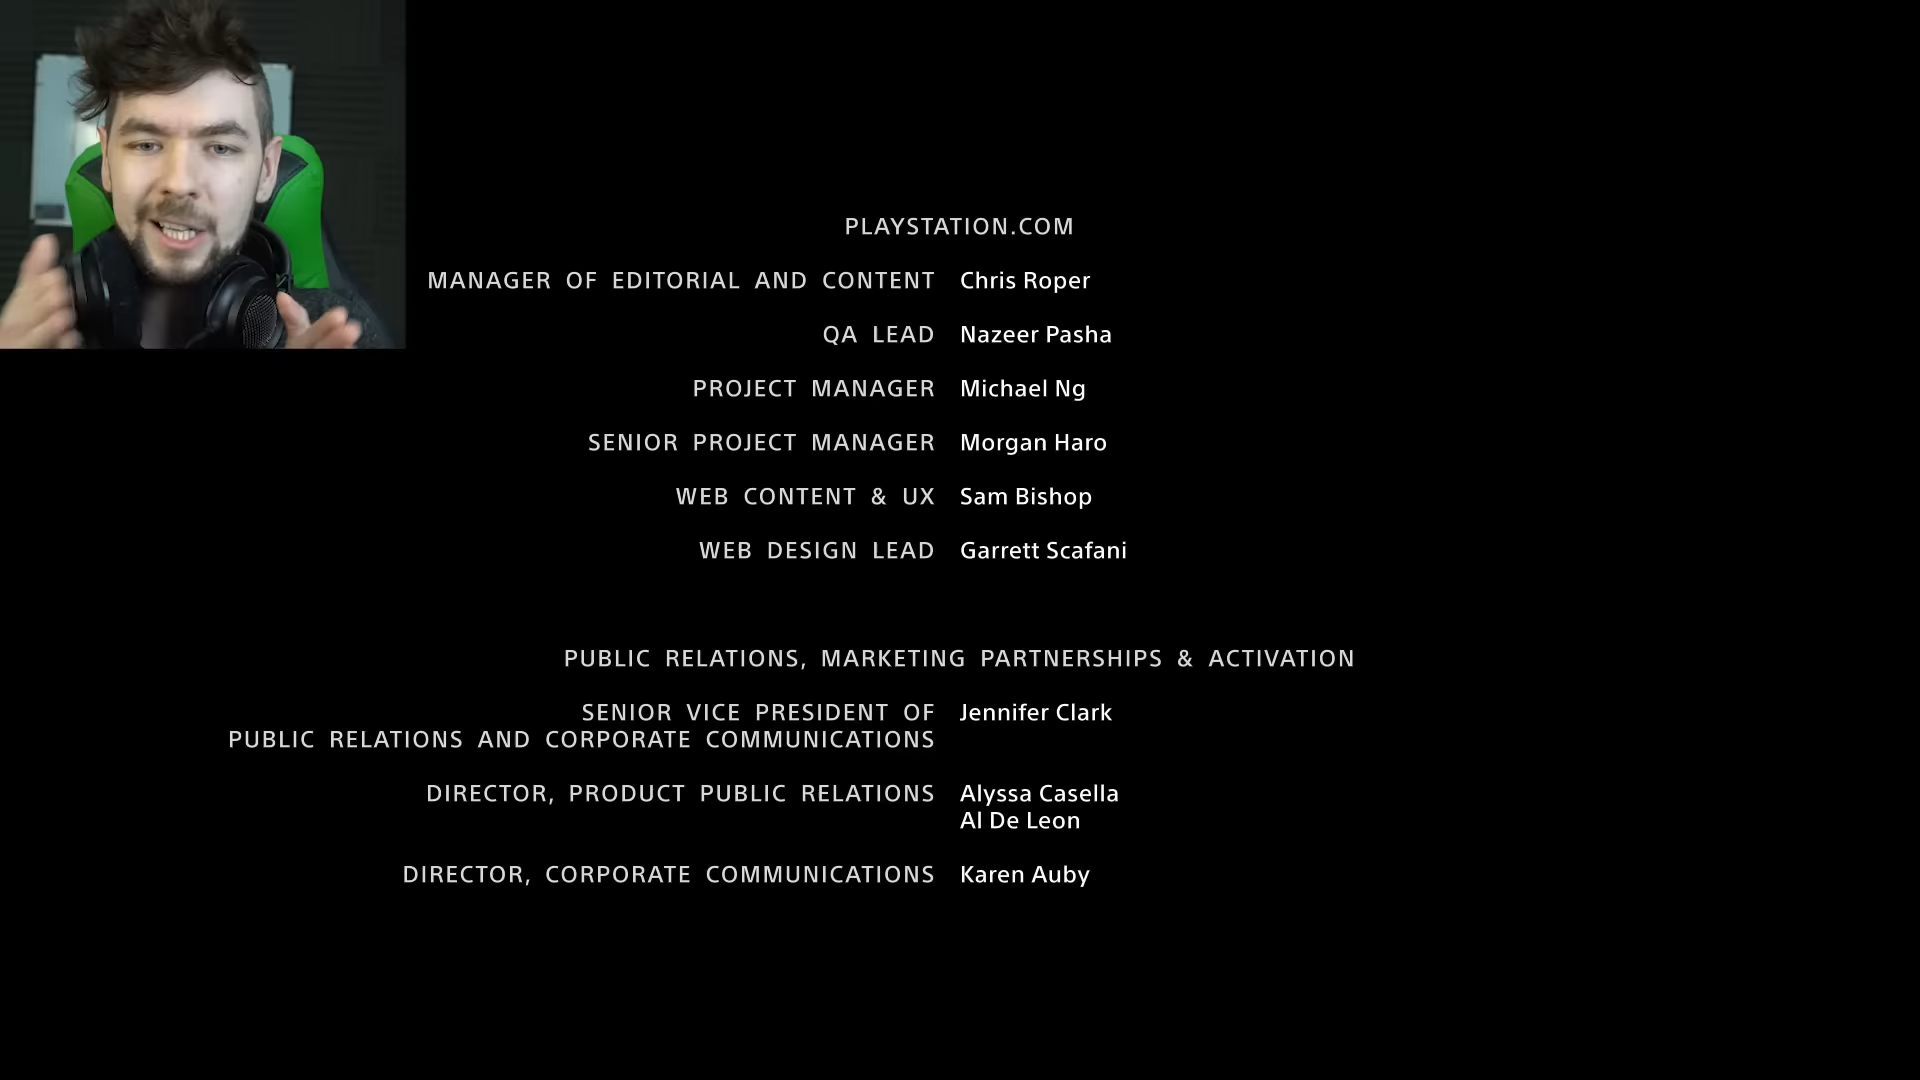 PLAYSTATION.COM
MANAGER OF EDITORIAL AND CONTENT Chris Roper
QA LEAD Nazeer Pasha
PROJECT MANAGER Michael Ng
SENIOR PROJECT MANAGER Morgan Haro
WEB CONTENT & UX Sam Bishop
WEB DESIGN LEAD Garrett Scafani
PUBLIC RELATIONS, MARKETING PARTNERSHIPS & ACTIVATION
SENIOR VICE PRESIDENT OF Jennifer Clark
PUBLIC RELATIONS AND CORPORATE COMMUNICATIONS
DIRECTOR, PRODUCT PUBLIC RELATIONS Alyssa Casella
Al De Leon
DIRECTOR, CORPORATE COMMUNICATIONS Karen Auby